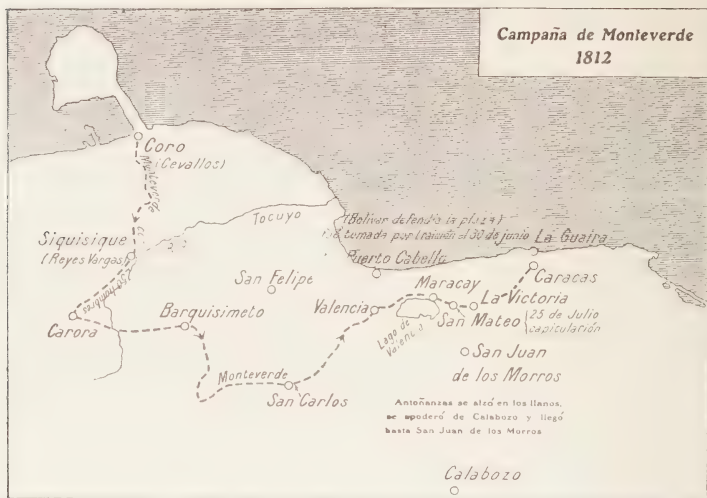 Campaña de Monteverde
1812
Coro
(Cevallos)
Monteverde
Siquisique
(Reyes Vargas)
Tocuyo
(Bolívar defendía la plaza)
tomada por traición el 30 de junio
La Guaira
Puerto Cabello
Caracas
San Felipe
Maracay
Valencia
La Victoria
San Mateo
(25 de Julio
capitulación
Lago de
Valencia
Carora
Barquisimeto
San Juan
de los Morros
Monteverde
San Carlos
Antoñanzas se alzó en los llanos,
se apoderó de Calabozo y llegó
hasta San Juan de los Morros
Calabozo